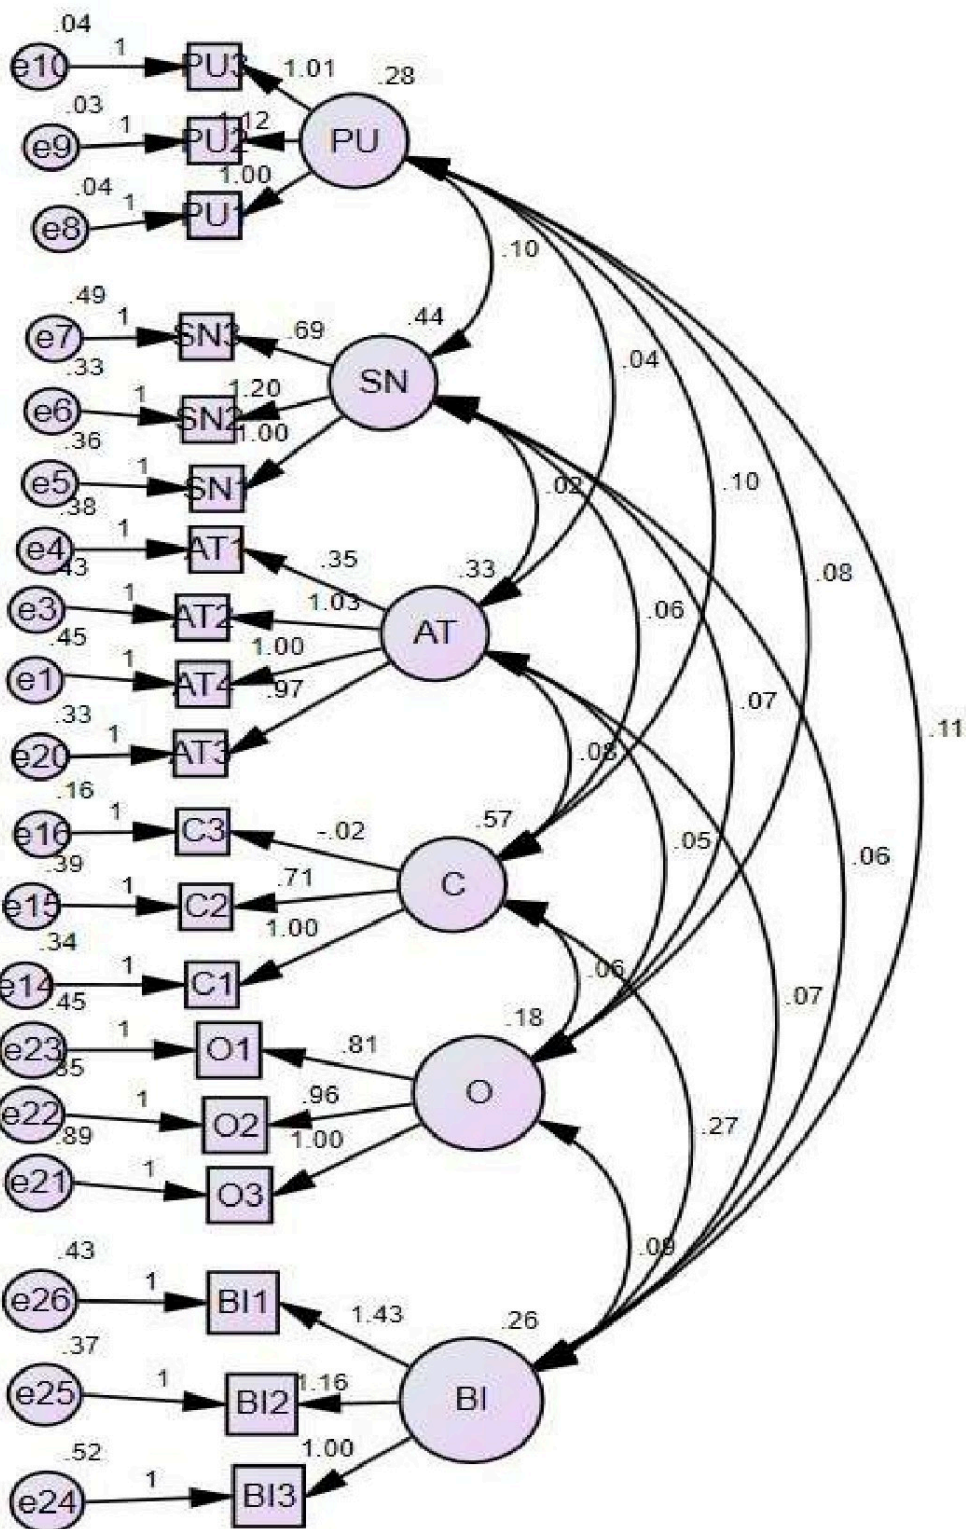 .04
e10 1 PU3 1.01 .28
.03
e9 1 PU2 1.12 PU
.04
e8 1 PU1 1.00
.10
.49
e7 1 SN3 .69 .44
.04
.33
e6 1 SN2 1.20 SN
.36
e5 1 SN1 1.00
.02 .10
.38
e4 1 AT1 .35 .33
.08
.43
e3 1 AT2 1.03 AT
.06
.45
e1 1 AT4 1.00
.07
.33
e20 1 AT3 .97
.08 .11
.16
e16 1 C3 -.02 .57
.05 .06
.39
e15 1 C2 .71 C
.34
e14 1 C1 1.00
.06 .07
.45
e23 1 O1 .81 .18
e22 1 O2 .96 O
.27
.89
e21 1 O3 1.00
.09
.43
e26 1 BI1 1.43 .26
.37
e25 1 BI2 1.16 BI
.52
e24 1 BI3 1.00